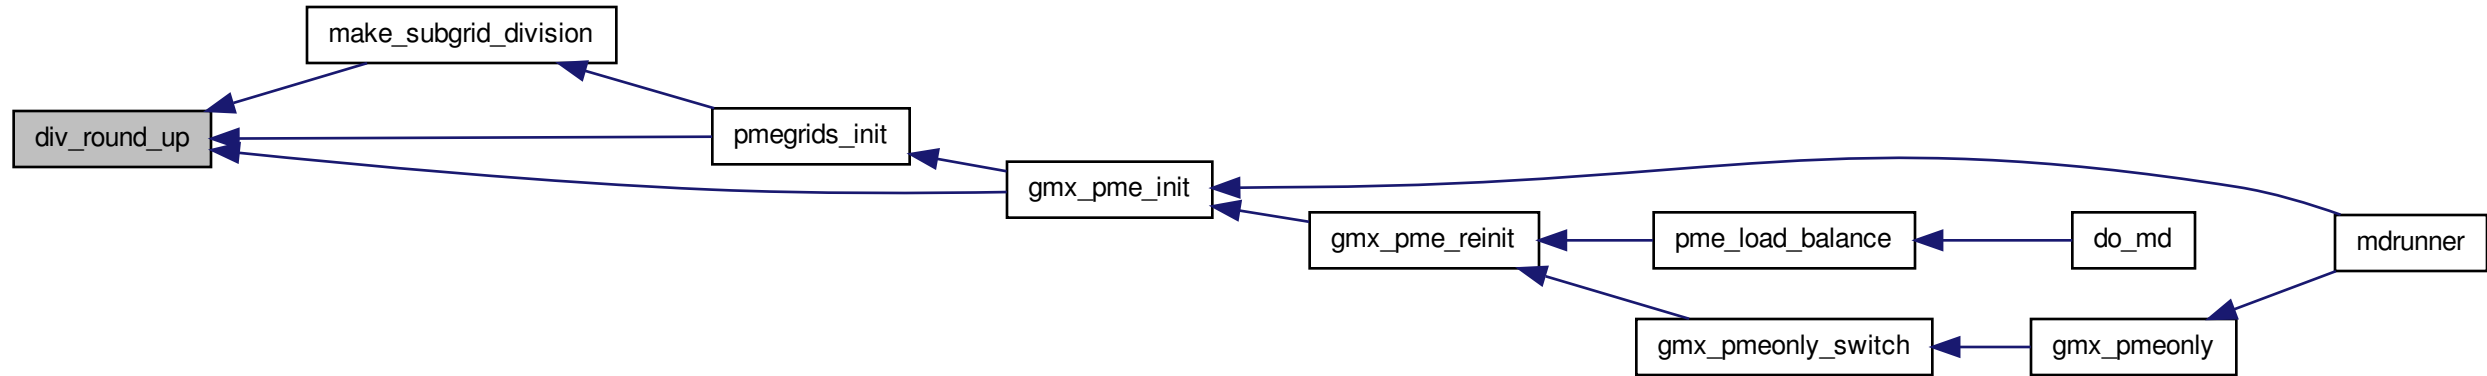 make_subgrid_division
div_round_up
pmegrids_init
gmx_pme_init
gmx_pme_reinit
pme_load_balance
do_md
mdrunner
gmx_pmeonly_switch
gmx_pmeonly